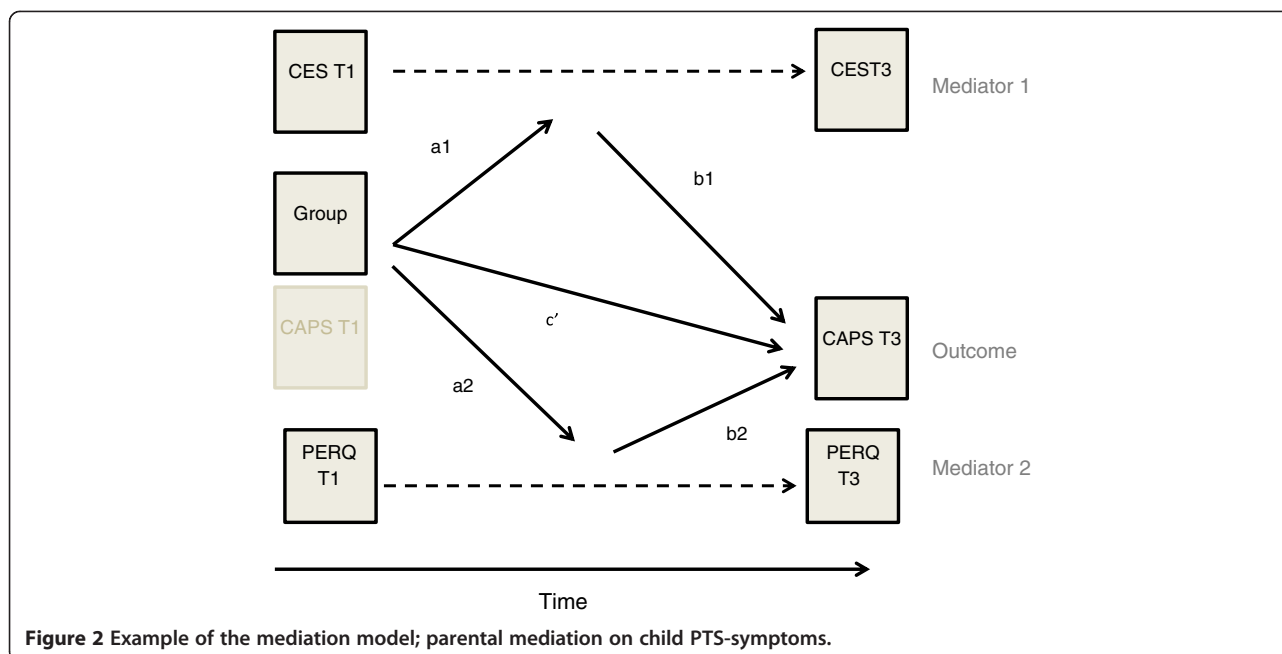 CES T1
CEST3
Mediator 1
a1
b1
Group
c'
CAPS T1
CAPS T3
Outcome
a2
b2
PERQ
T1
PERQ
T3
Mediator 2
Time
Figure 2 Example of the mediation model; parental mediation on child PTS-symptoms.